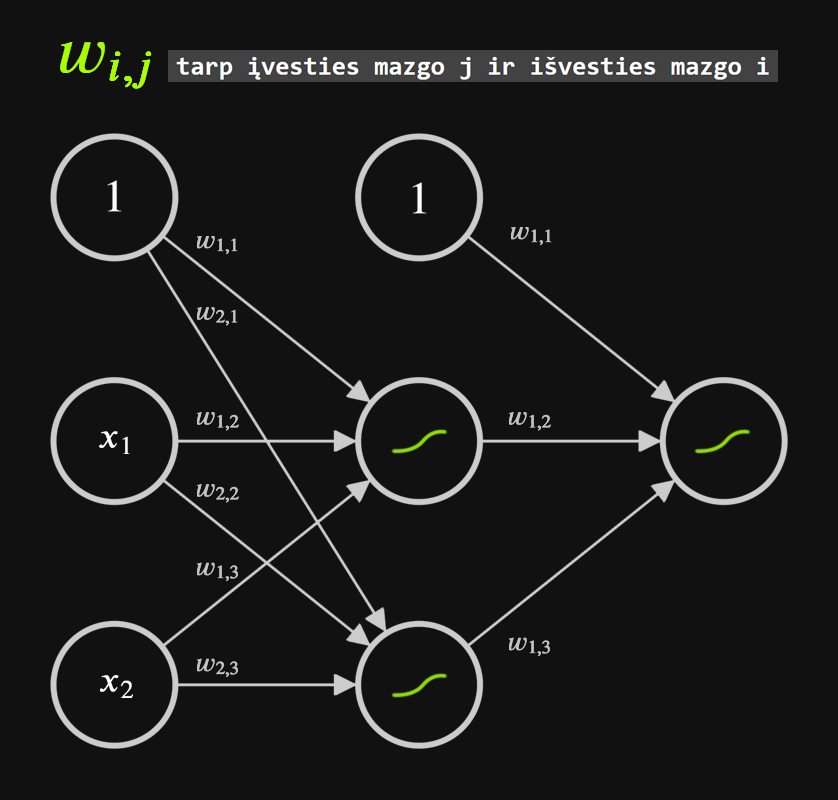 w_{i,j} tarp įvesties mazgo j ir išvesties mazgo i
1 1
w_{1,1} w_{1,1}
w_{2,1}
x_1 w_{1,2} w_{1,2}
w_{2,2}
w_{1,3}
w_{1,3}
x_2 w_{2,3}